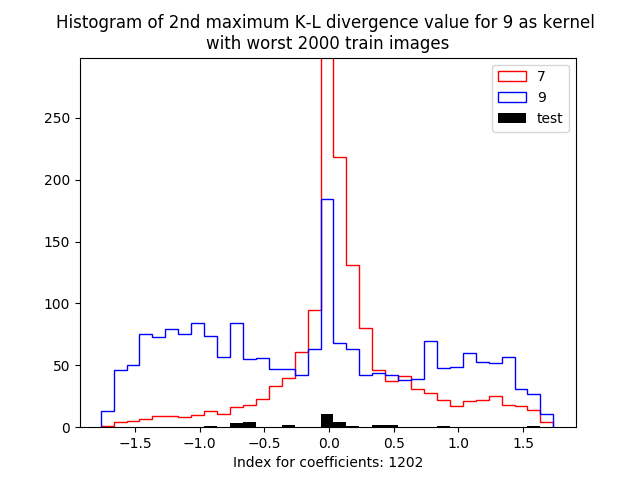 Histogram of 2nd maximum K-L divergence value for 9 as kernel
with worst 2000 train images
7
9
test
250
200
150
100
50
0
−1.5 −1.0 −0.5 0.0 0.5 1.0 1.5
Index for coefficients: 1202